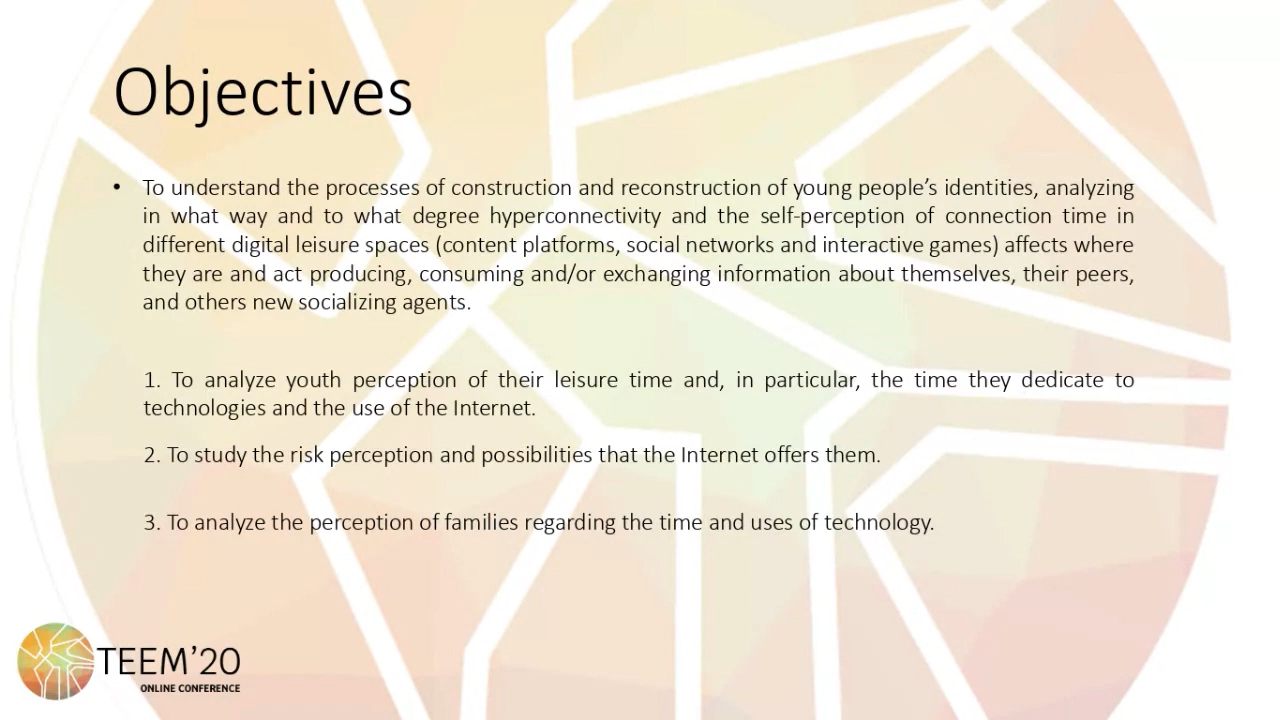 Objectives
• To understand the processes of construction and reconstruction of young people’s identities, analyzing
in what way and to what degree hyperconnectivity and the self-perception of connection time in
different digital leisure spaces (content platforms, social networks and interactive games) affects where
they are and act producing, consuming and/or exchanging information about themselves, their peers,
and others new socializing agents.
1. To analyze youth perception of their leisure time and, in particular, the time they dedicate to
technologies and the use of the Internet.
2. To study the risk perception and possibilities that the Internet offers them.
3. To analyze the perception of families regarding the time and uses of technology.
TEEM’20
ONLINE CONFERENCE